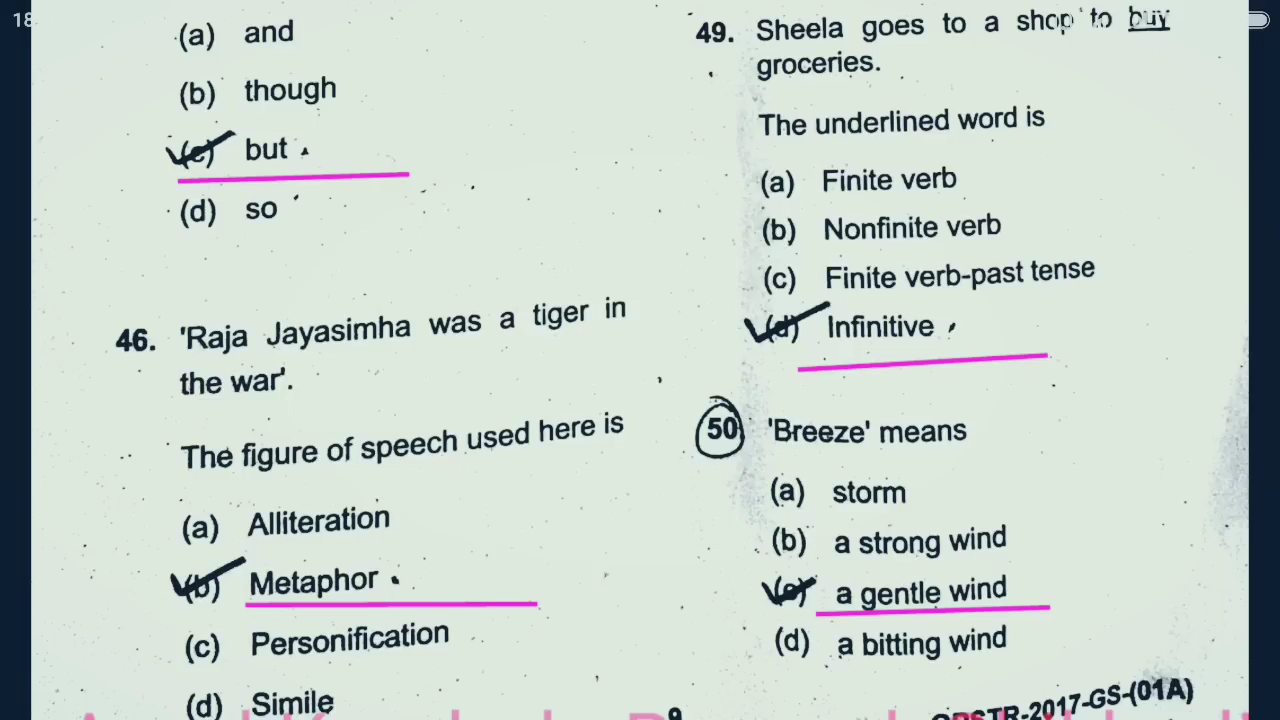 18
(a) and
(b) though
(c) but
(d) so
46. 'Raja Jayasimha was a tiger in
the war'.
The figure of speech used here is
(a) Alliteration
(b) Metaphor
(c) Personification
(d) Simile
9
49. Sheela goes to a shop to buy
groceries.
The underlined word is
(a) Finite verb
(b) Nonfinite verb
(c) Finite verb-past tense
(d) Infinitive
50. 'Breeze' means
(a) storm
(b) a strong wind
(c) a gentle wind
(d) a bitting wind
GPSTR-2017-GS-(01A)